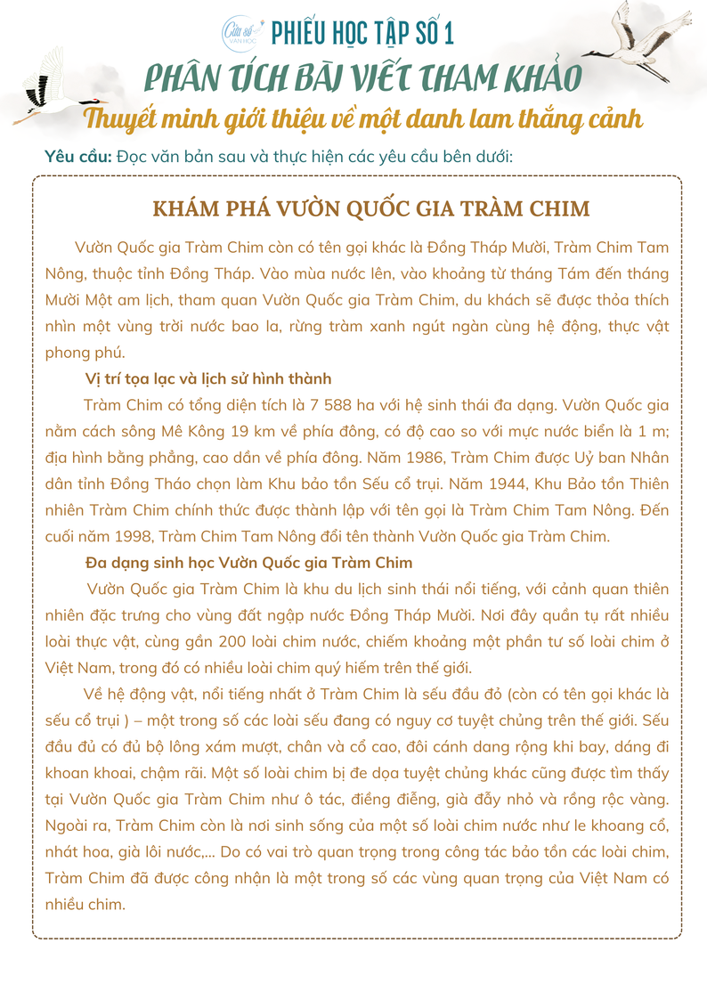 Cửa sổ
VĂN HỌC
PHIẾU HỌC TẬP SỐ 1
PHÂN TÍCH BÀI VIẾT THAM KHẢO
Thuyết minh giới thiệu về một danh lam thắng cảnh
Yêu cầu: Đọc văn bản sau và thực hiện các yêu cầu bên dưới:
KHÁM PHÁ VƯỜN QUỐC GIA TRÀM CHIM
Vườn Quốc gia Tràm Chim còn có tên gọi khác là Đồng Tháp Mười, Tràm Chim Tam
Nông, thuộc tỉnh Đồng Tháp. Vào mùa nước lên, vào khoảng từ tháng Tám đến tháng
Mười Một am lịch, tham quan Vườn Quốc gia Tràm Chim, du khách sẽ được thỏa thích
nhìn một vùng trời nước bao la, rừng tràm xanh ngút ngàn cùng hệ động, thực vật
phong phú.
Vị trí tọa lạc và lịch sử hình thành
Tràm Chim có tổng diện tích là 7 588 ha với hệ sinh thái đa dạng. Vườn Quốc gia
nằm cách sông Mê Kông 19 km về phía đông, có độ cao so với mực nước biển là 1 m;
địa hình bằng phẳng, cao dần về phía đông. Năm 1986, Tràm Chim được Uỷ ban Nhân
dân tỉnh Đồng Tháo chọn làm Khu bảo tồn Sếu cổ trụi. Năm 1944, Khu Bảo tồn Thiên
nhiên Tràm Chim chính thức được thành lập với tên gọi là Tràm Chim Tam Nông. Đến
cuối năm 1998, Tràm Chim Tam Nông đổi tên thành Vườn Quốc gia Tràm Chim.
Đa dạng sinh học Vườn Quốc gia Tràm Chim
Vườn Quốc gia Tràm Chim là khu du lịch sinh thái nổi tiếng, với cảnh quan thiên
nhiên đặc trưng cho vùng đất ngập nước Đồng Tháp Mười. Nơi đây quần tụ rất nhiều
loài thực vật, cùng gần 200 loài chim nước, chiếm khoảng một phần tư số loài chim ở
Việt Nam, trong đó có nhiều loài chim quý hiếm trên thế giới.
Về hệ động vật, nổi tiếng nhất ở Tràm Chim là sếu đầu đỏ (còn có tên gọi khác là
sếu cổ trụi ) – một trong số các loài sếu đang có nguy cơ tuyệt chủng trên thế giới. Sếu
đầu đủ có đủ bộ lông xám mượt, chân và cổ cao, đôi cánh dang rộng khi bay, dáng đi
khoan khoai, chậm rãi. Một số loài chim bị đe dọa tuyệt chủng khác cũng được tìm thấy
tại Vườn Quốc gia Tràm Chim như ô tác, điềng điễng, già đẫy nhỏ và rồng rộc vàng.
Ngoài ra, Tràm Chim còn là nơi sinh sống của một số loài chim nước như le khoang cổ,
nhát hoa, già lôi nước,... Do có vai trò quan trọng trong công tác bảo tồn các loài chim,
Tràm Chim đã được công nhận là một trong số các vùng quan trọng của Việt Nam có
nhiều chim.